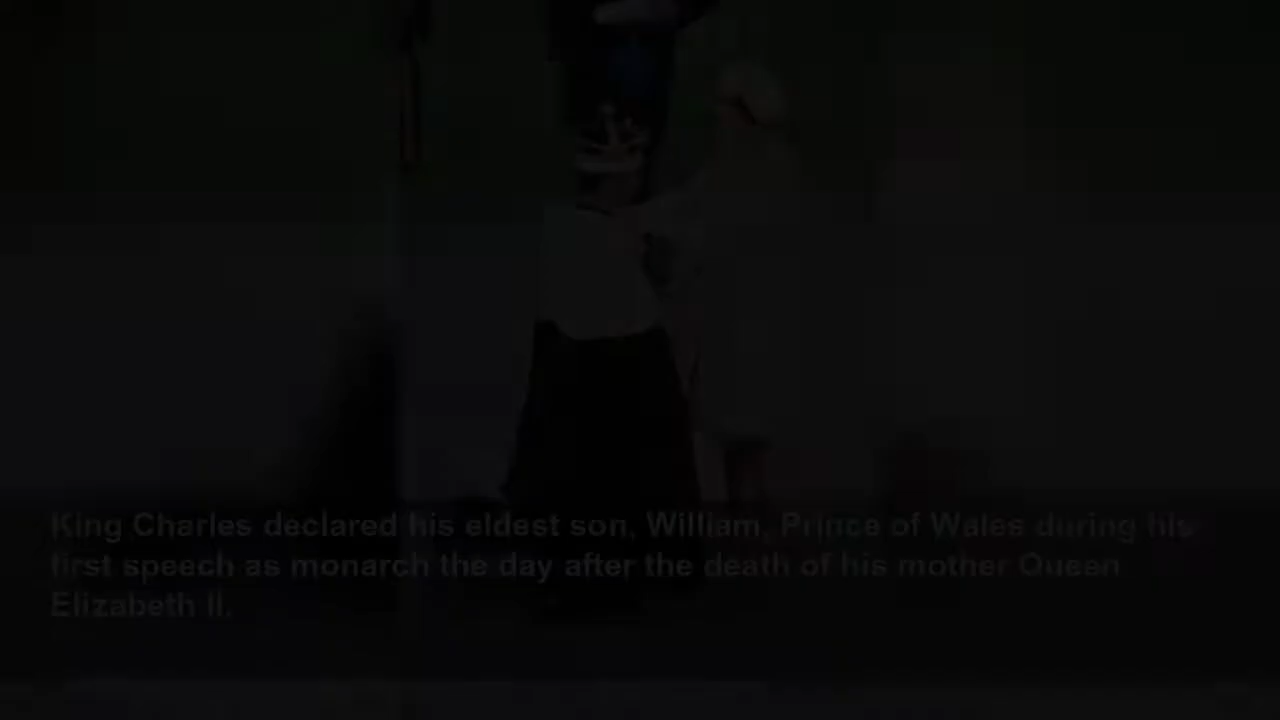 King Charles declared his eldest son, William, Prince of Wales during his
first speech as monarch the day after the death of his mother Queen
Elizabeth II.